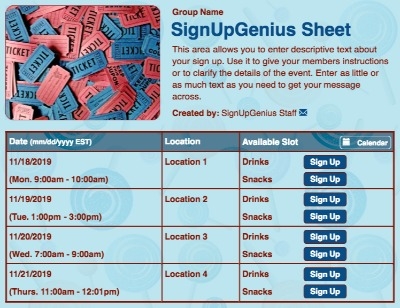 Group Name
SignUpGenius Sheet
This area allows you to enter descriptive text about
your sign up. Use it to give your members instructions
or to clarify the details of the event. Enter as little or
as much text as you need to get your message
across.
Created by: SignUpGenius Staff
Date (mm/dd/yyyy EST) Location Available Slot Calendar
11/18/2019 Location 1 Drinks Sign Up
(Mon. 9:00am - 10:00am) Snacks Sign Up
11/19/2019 Location 2 Drinks Sign Up
(Tue. 1:00pm - 3:00pm) Snacks Sign Up
11/20/2019 Location 3 Drinks Sign Up
(Wed. 7:00am - 9:00am) Snacks Sign Up
11/21/2019 Location 4 Drinks Sign Up
(Thurs. 11:00am - 12:01pm) Snacks Sign Up
TICKET
TICKET
TICKET
TICKET